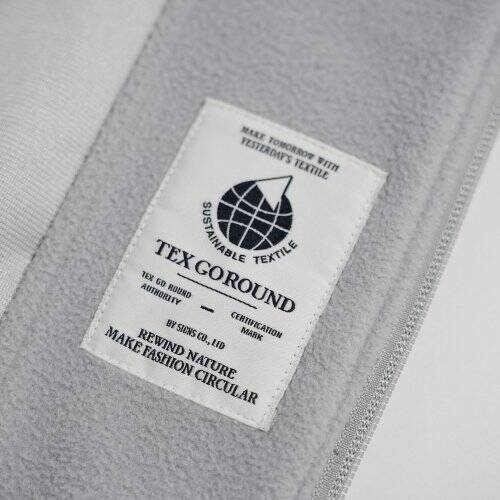 MAKE TOMORROW WITH
YESTERDAY'S TEXTILE
SUSTAINABLE TEXTILE
TEX GO ROUND
TEX GO ROUND
AUTHORITY
—
CERTIFICATION
MARK
BY SIGNS CO., LTD
REWIND NATURE
MAKE FASHION CIRCULAR